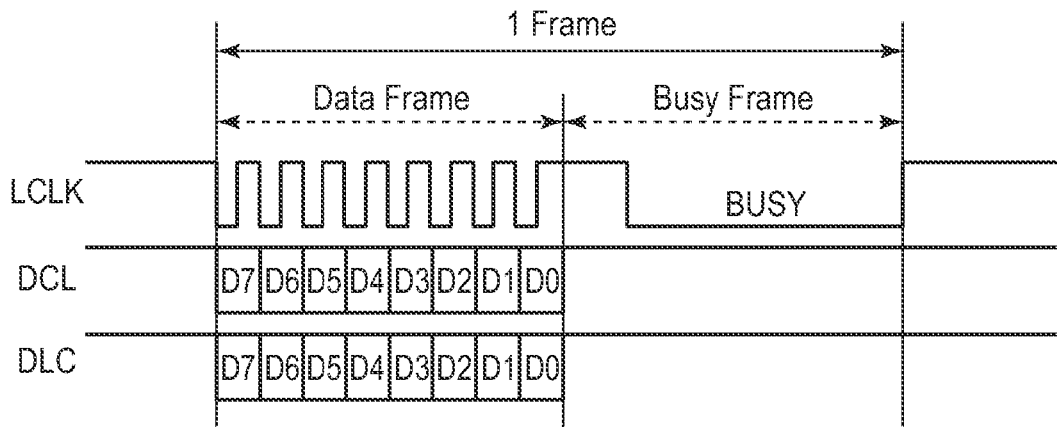 1 Frame
Data Frame Busy Frame
LCLK BUSY
DCL D7 D6 D5 D4 D3 D2 D1 D0
DLC D7 D6 D5 D4 D3 D2 D1 D0